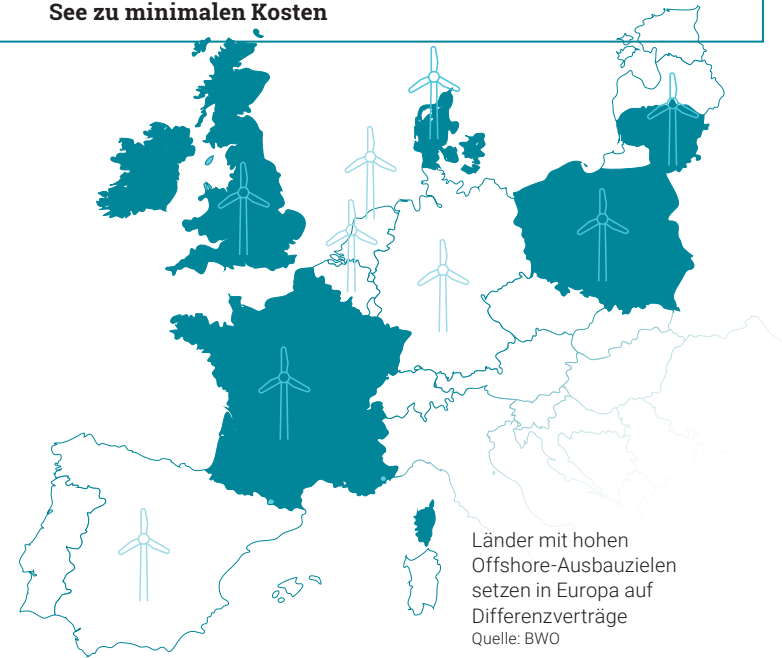 See zu minimalen Kosten
Länder mit hohen
Offshore-Ausbauzielen
setzen in Europa auf
Differenzverträge
Quelle: BWO